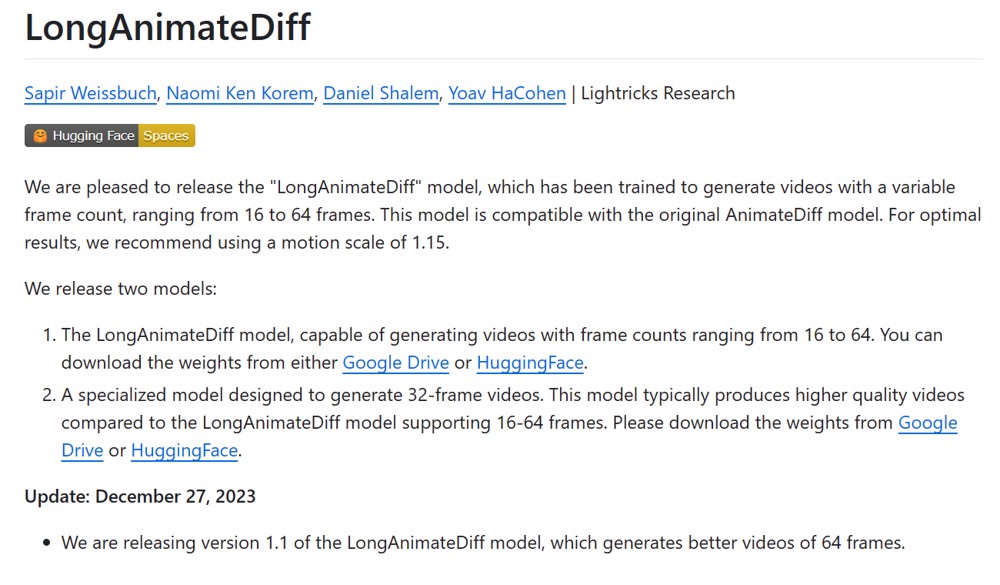 LongAnimateDiff
Sapir Weissbuch, Naomi Ken Korem, Daniel Shalem, Yoav HaCohen | Lightricks Research
Hugging Face Spaces
We are pleased to release the "LongAnimateDiff" model, which has been trained to generate videos with a variable
frame count, ranging from 16 to 64 frames. This model is compatible with the original AnimateDiff model. For optimal
results, we recommend using a motion scale of 1.15.
We release two models:
1. The LongAnimateDiff model, capable of generating videos with frame counts ranging from 16 to 64. You can
download the weights from either Google Drive or HuggingFace.
2. A specialized model designed to generate 32-frame videos. This model typically produces higher quality videos
compared to the LongAnimateDiff model supporting 16-64 frames. Please download the weights from Google
Drive or HuggingFace.
Update: December 27, 2023
• We are releasing version 1.1 of the LongAnimateDiff model, which generates better videos of 64 frames.